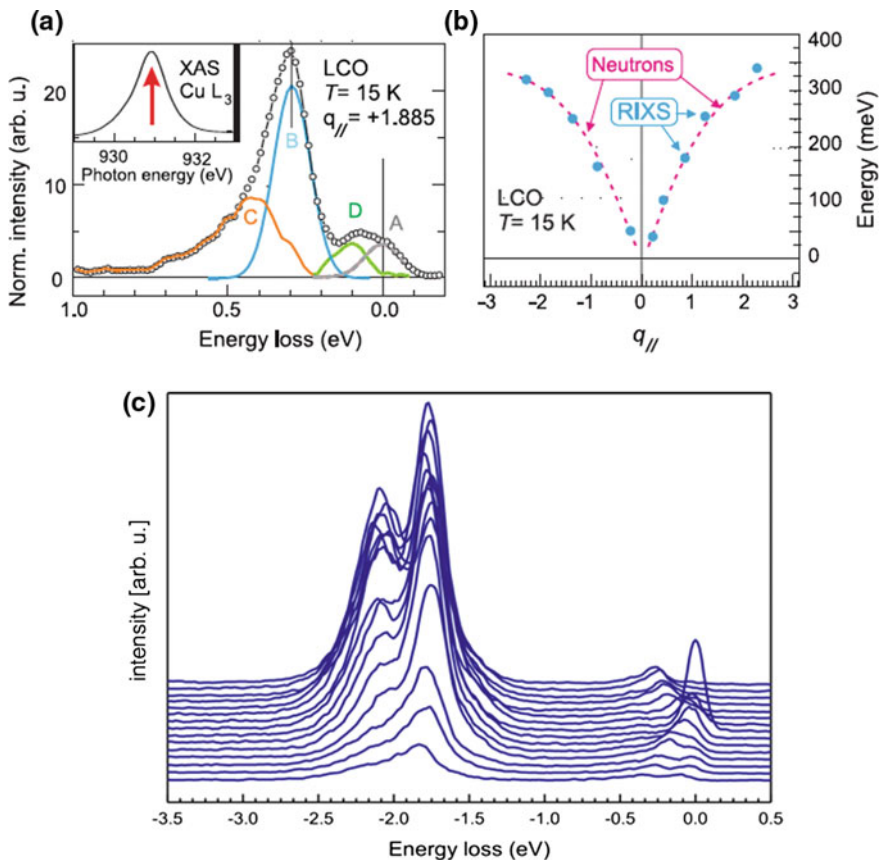 (a)
25
20
10
0
Norm. intensity (arb. u.)
XAS
Cu L3
930 932
Photon energy (eV)
LCO
T= 15 K
q// = +1.885
B
C
D
A
1.0 0.5 0.0
Energy loss (eV)
(b)
Neutrons
RIXS
LCO
T= 15 K
400
300
200
100
0
Energy (meV)
-3 -2 -1 0 1 2 3
q//
(c)
intensity [arb. u.]
-3.5 -3.0 -2.5 -2.0 -1.5 -1.0 -0.5 0.0 0.5
Energy loss (eV)